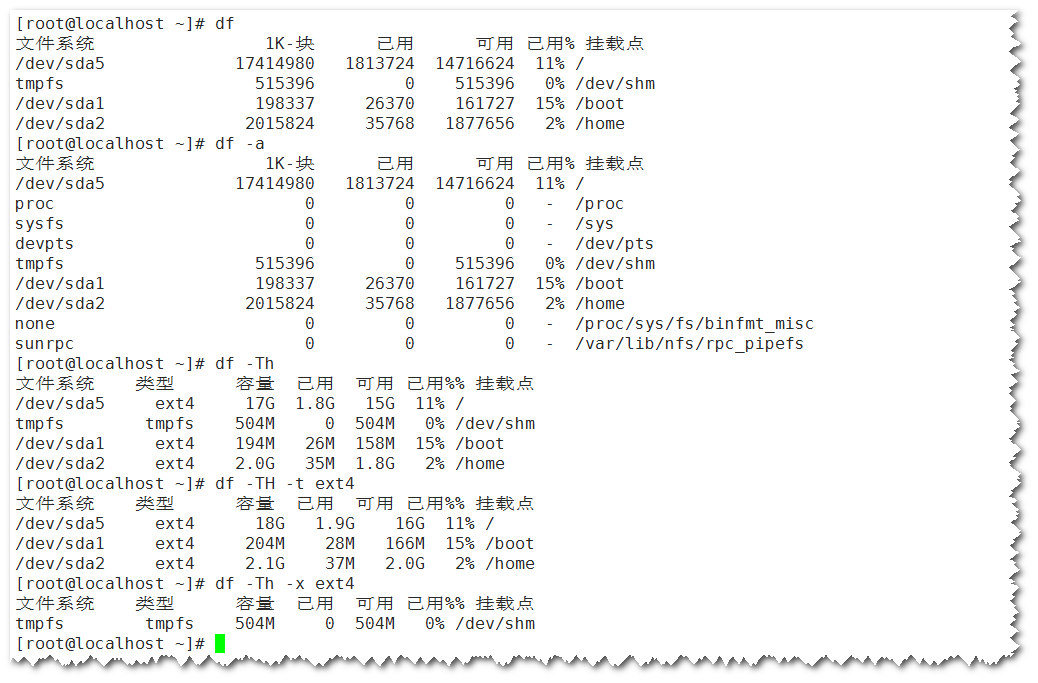 [root@localhost ~]# df
文件系统                 1K-块      已用      可用 已用% 挂载点
/dev/sda5             17414980   1813724  14716624  11% /
tmpfs                   515396         0    515396   0% /dev/shm
/dev/sda1               198337     26370    161727  15% /boot
/dev/sda2              2015824     35768   1877656   2% /home
[root@localhost ~]# df -a
文件系统                 1K-块      已用      可用 已用% 挂载点
/dev/sda5             17414980   1813724  14716624  11% /
proc                         0         0         0   -  /proc
sysfs                        0         0         0   -  /sys
devpts                       0         0         0   -  /dev/pts
tmpfs                   515396         0    515396   0% /dev/shm
/dev/sda1               198337     26370    161727  15% /boot
/dev/sda2              2015824     35768   1877656   2% /home
none                         0         0         0   -  /proc/sys/fs/binfmt_misc
sunrpc                       0         0         0   -  /var/lib/nfs/rpc_pipefs
[root@localhost ~]# df -Th
文件系统    类型      容量  已用  可用 已用%% 挂载点
/dev/sda5     ext4     17G  1.8G   15G  11% /
tmpfs        tmpfs    504M     0  504M   0% /dev/shm
/dev/sda1     ext4    194M   26M  158M  15% /boot
/dev/sda2     ext4    2.0G   35M  1.8G   2% /home
[root@localhost ~]# df -TH -t ext4
文件系统    类型      容量  已用  可用 已用%% 挂载点
/dev/sda5     ext4      18G   1.9G    16G  11% /
/dev/sda1     ext4     204M    28M   166M  15% /boot
/dev/sda2     ext4     2.1G    37M   2.0G   2% /home
[root@localhost ~]# df -Th -x ext4
文件系统    类型      容量  已用  可用 已用%% 挂载点
tmpfs        tmpfs    504M     0  504M   0% /dev/shm
[root@localhost ~]#